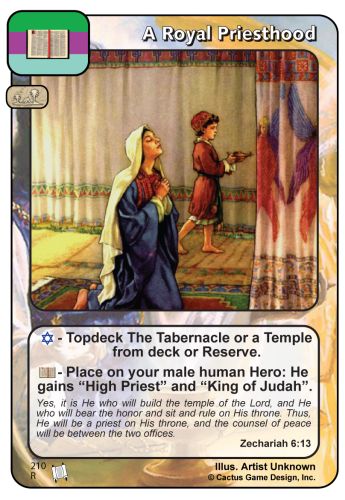 A Royal Priesthood
- Topdeck The Tabernacle or a Temple
from deck or Reserve.
- Place on your male human Hero: He
gains “High Priest” and “King of Judah”.
Yes, it is He who will build the temple of the Lord, and He
who will bear the honor and sit and rule on His throne. Thus,
He will be a priest on His throne, and the counsel of peace
will be between the two offices.
Zechariah 6:13
210
R
Illus. Artist Unknown
© Cactus Game Design, Inc.